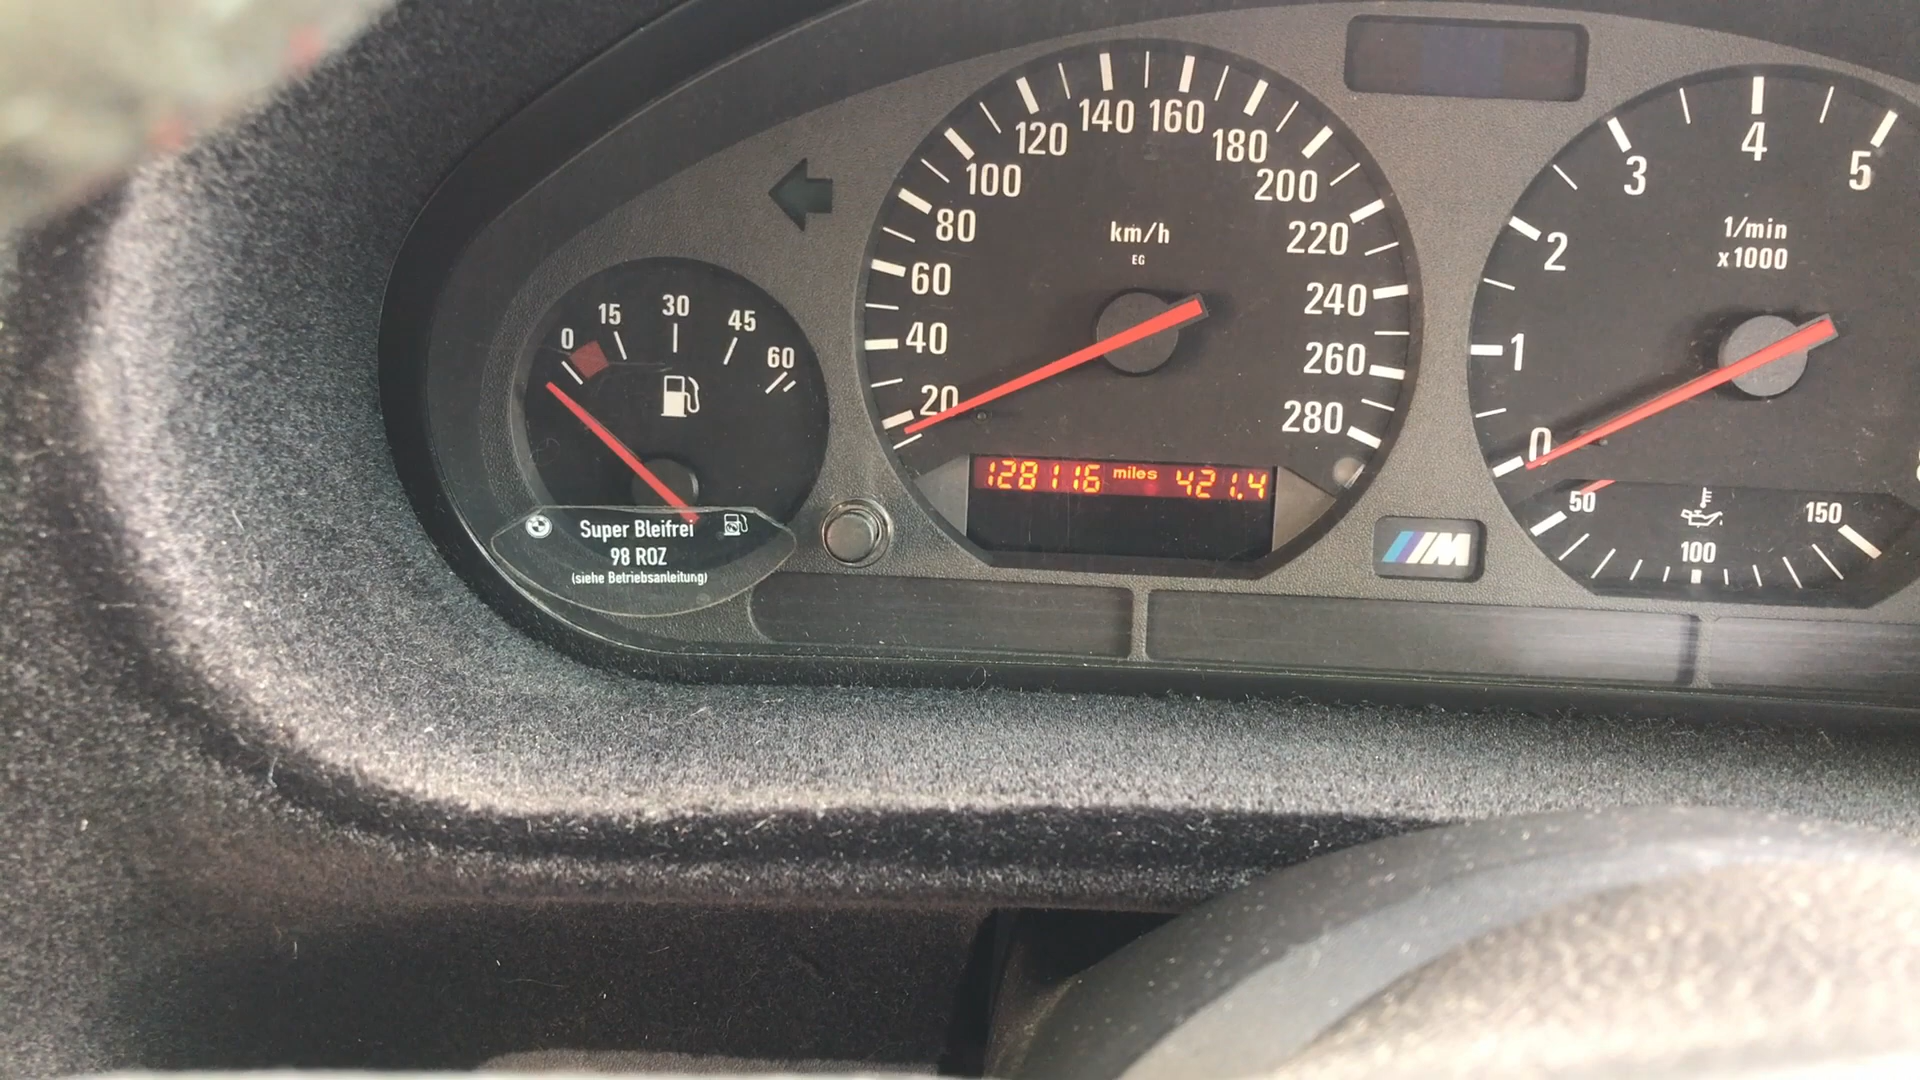 0 15 30 45 60
Super Bleifrei
98 ROZ
(siehe Betriebsanleitung)
20 40 60 80 100 120 140 160 180 200 220 240 260 280
km/h
EG
128116 miles 421.4
M
0 1 2 3 4 5
1/min
x1000
50 100 150